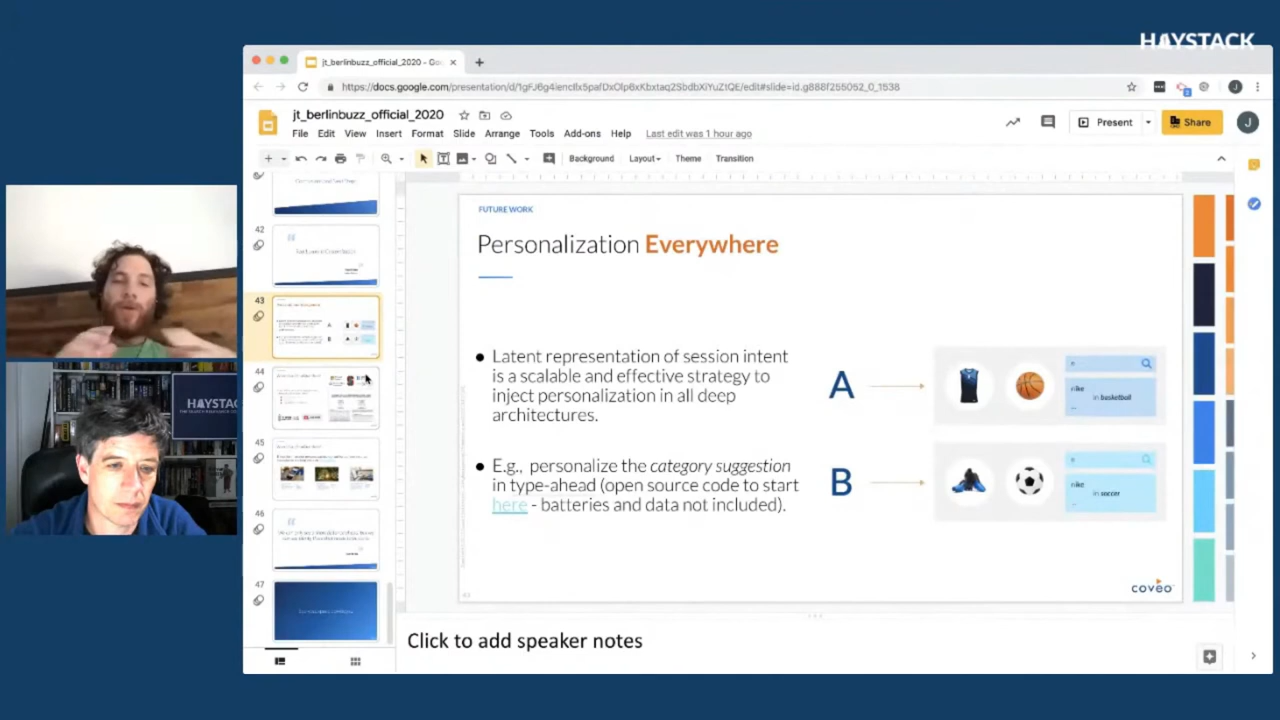 HAYSTACK
jt_berlinbuzz_official_2020 - Goo
jt_berlinbuzz_official_2020
File Edit View Insert Format Slide Arrange Tools Add-ons Help Last edit was 1 hour ago
Present
Share
J
Background Layout Theme Transition
42
43
44
45
46
47
FUTURE WORK
Personalization Everywhere
Latent representation of session intent
is a scalable and effective strategy to
inject personalization in all deep
architectures.
E.g., personalize the category suggestion
in type-ahead (open source code to start
here - batteries and data not included).
A
nike
in basketball
B
nike
in soccer
coveo
Click to add speaker notes
HAYSTAC